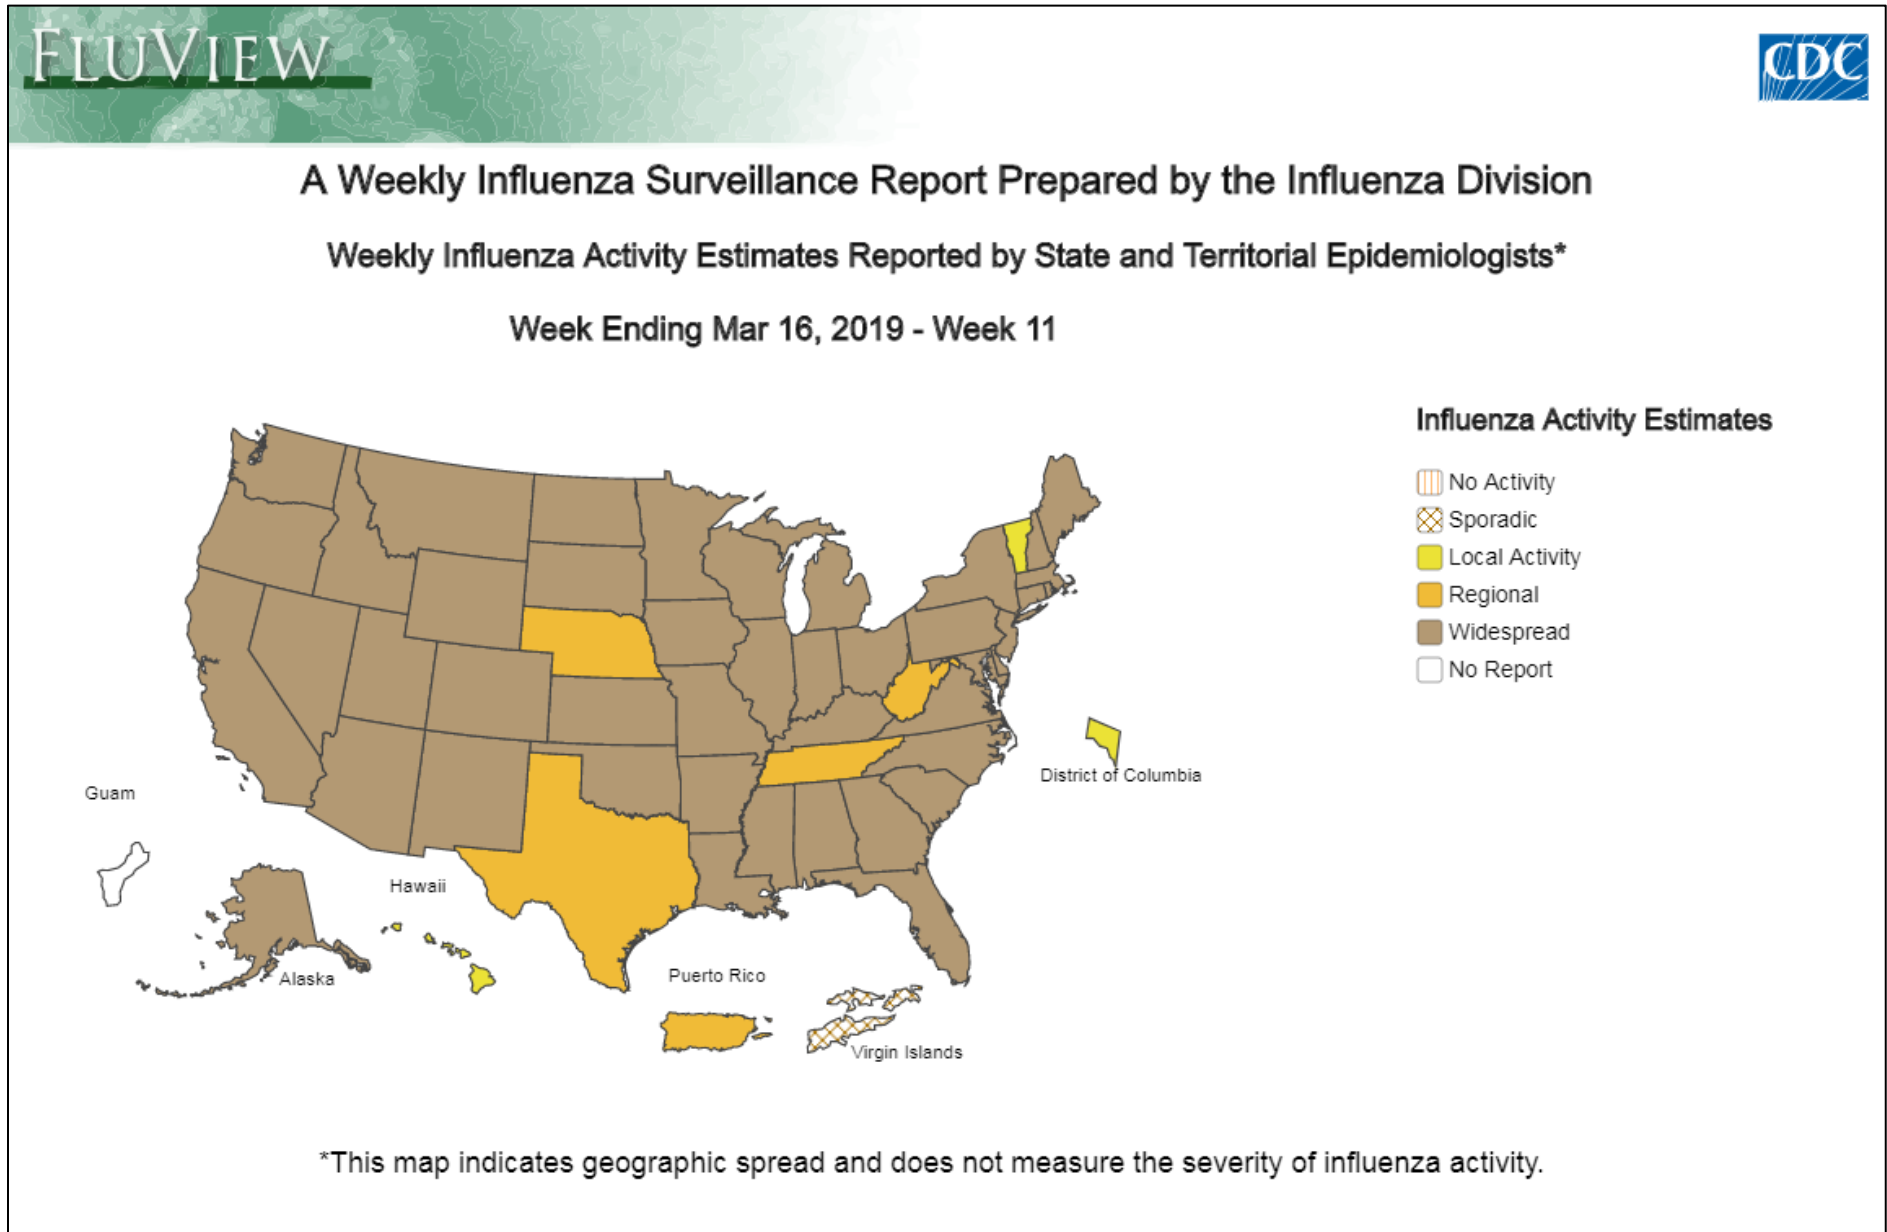 FLUVIEW
CDC
A Weekly Influenza Surveillance Report Prepared by the Influenza Division
Weekly Influenza Activity Estimates Reported by State and Territorial Epidemiologists*
Week Ending Mar 16, 2019 - Week 11
Influenza Activity Estimates
No Activity
Sporadic
Local Activity
Regional
Widespread
No Report
District of Columbia
Guam
Hawaii
Alaska
Puerto Rico
Virgin Islands
*This map indicates geographic spread and does not measure the severity of influenza activity.